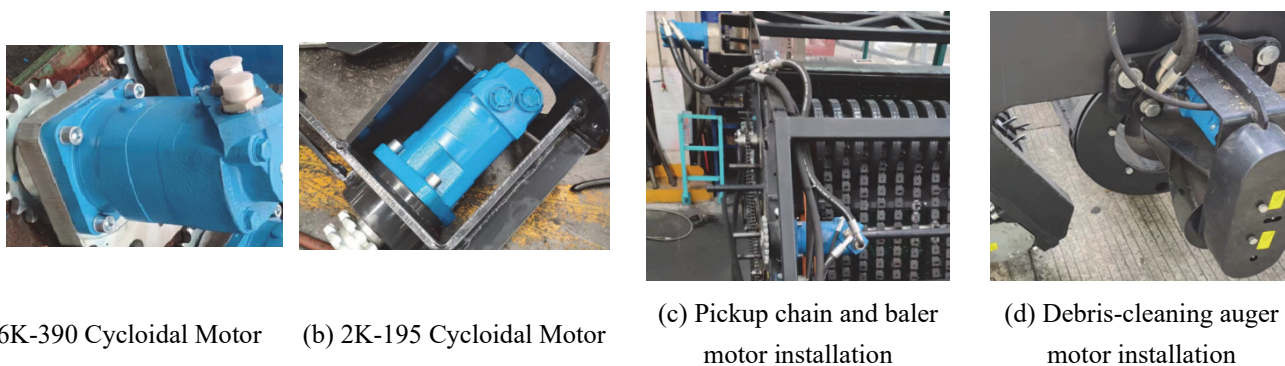 6K-390 Cycloidal Motor
(b) 2K-195 Cycloidal Motor
(c) Pickup chain and baler
motor installation
(d) Debris-cleaning auger
motor installation